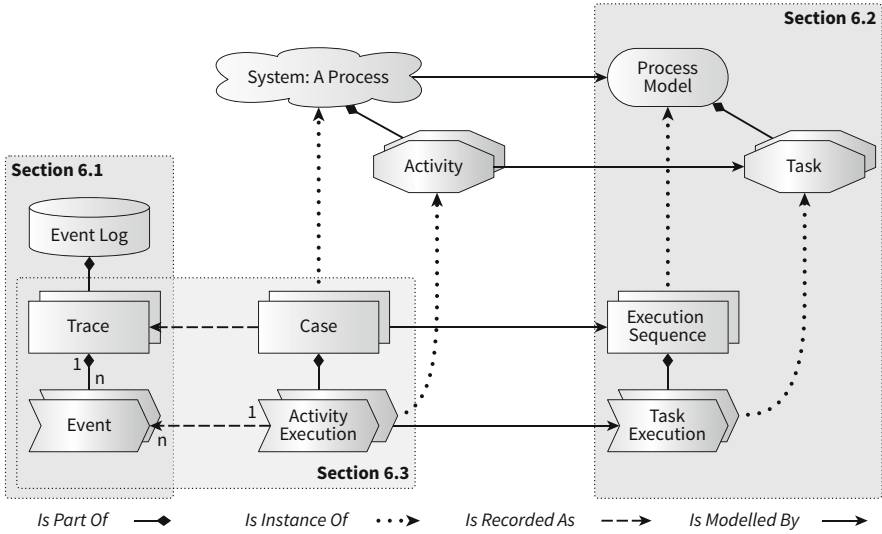 Section 6.2
System: A Process
Process
Model
Section 6.1
Activity
Task
Event Log
Trace
Case
Execution
Sequence
1
n
Event
1
n
Activity
Execution
Task
Execution
Section 6.3
Is Part Of
Is Instance Of
Is Recorded As
Is Modelled By